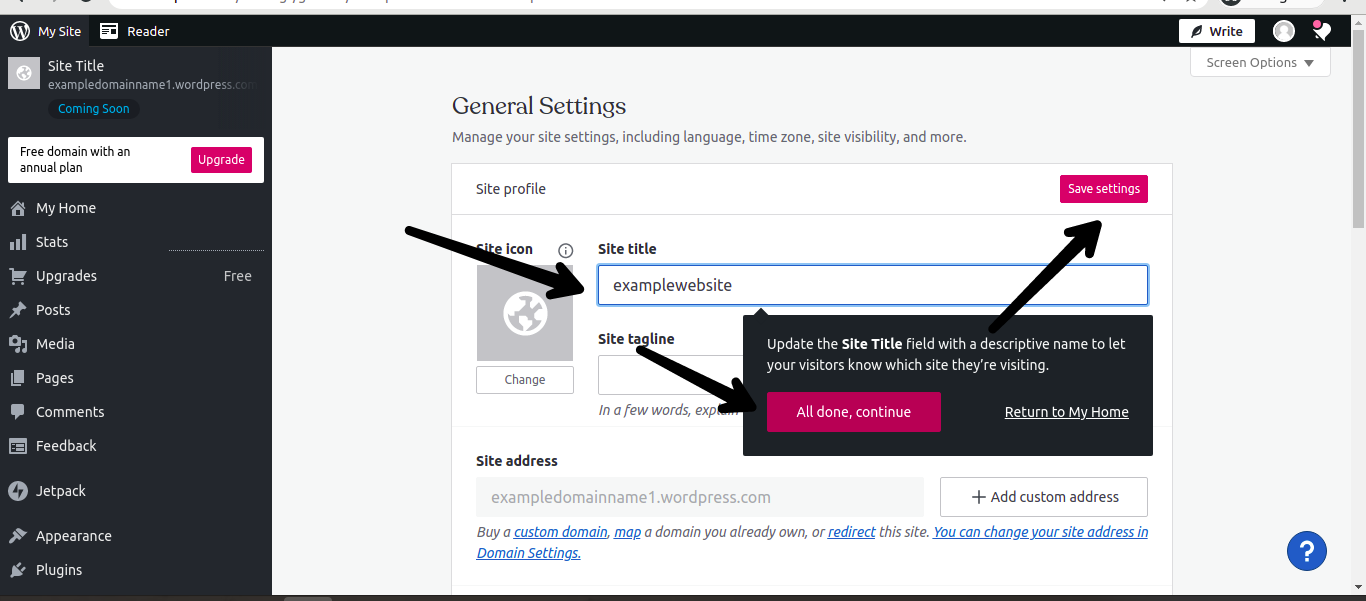 My Site
Reader
Write
Site Title
exampledomainname1.wordpress.com
Coming Soon
Screen Options
Free domain with an
annual plan
Upgrade
My Home
Stats
Upgrades
Free
Posts
Media
Pages
Comments
Feedback
Jetpack
Appearance
Plugins
General Settings
Manage your site settings, including language, time zone, site visibility, and more.
Site profile
Save settings
Site icon
Change
Site title
examplewebsite
Site tagline
In a few words, explain
Update the Site Title field with a descriptive name to let
your visitors know which site they’re visiting.
All done, continue
Return to My Home
Site address
exampledomainname1.wordpress.com
Add custom address
Buy a custom domain, map a domain you already own, or redirect this site. You can change your site address in
Domain Settings.
?